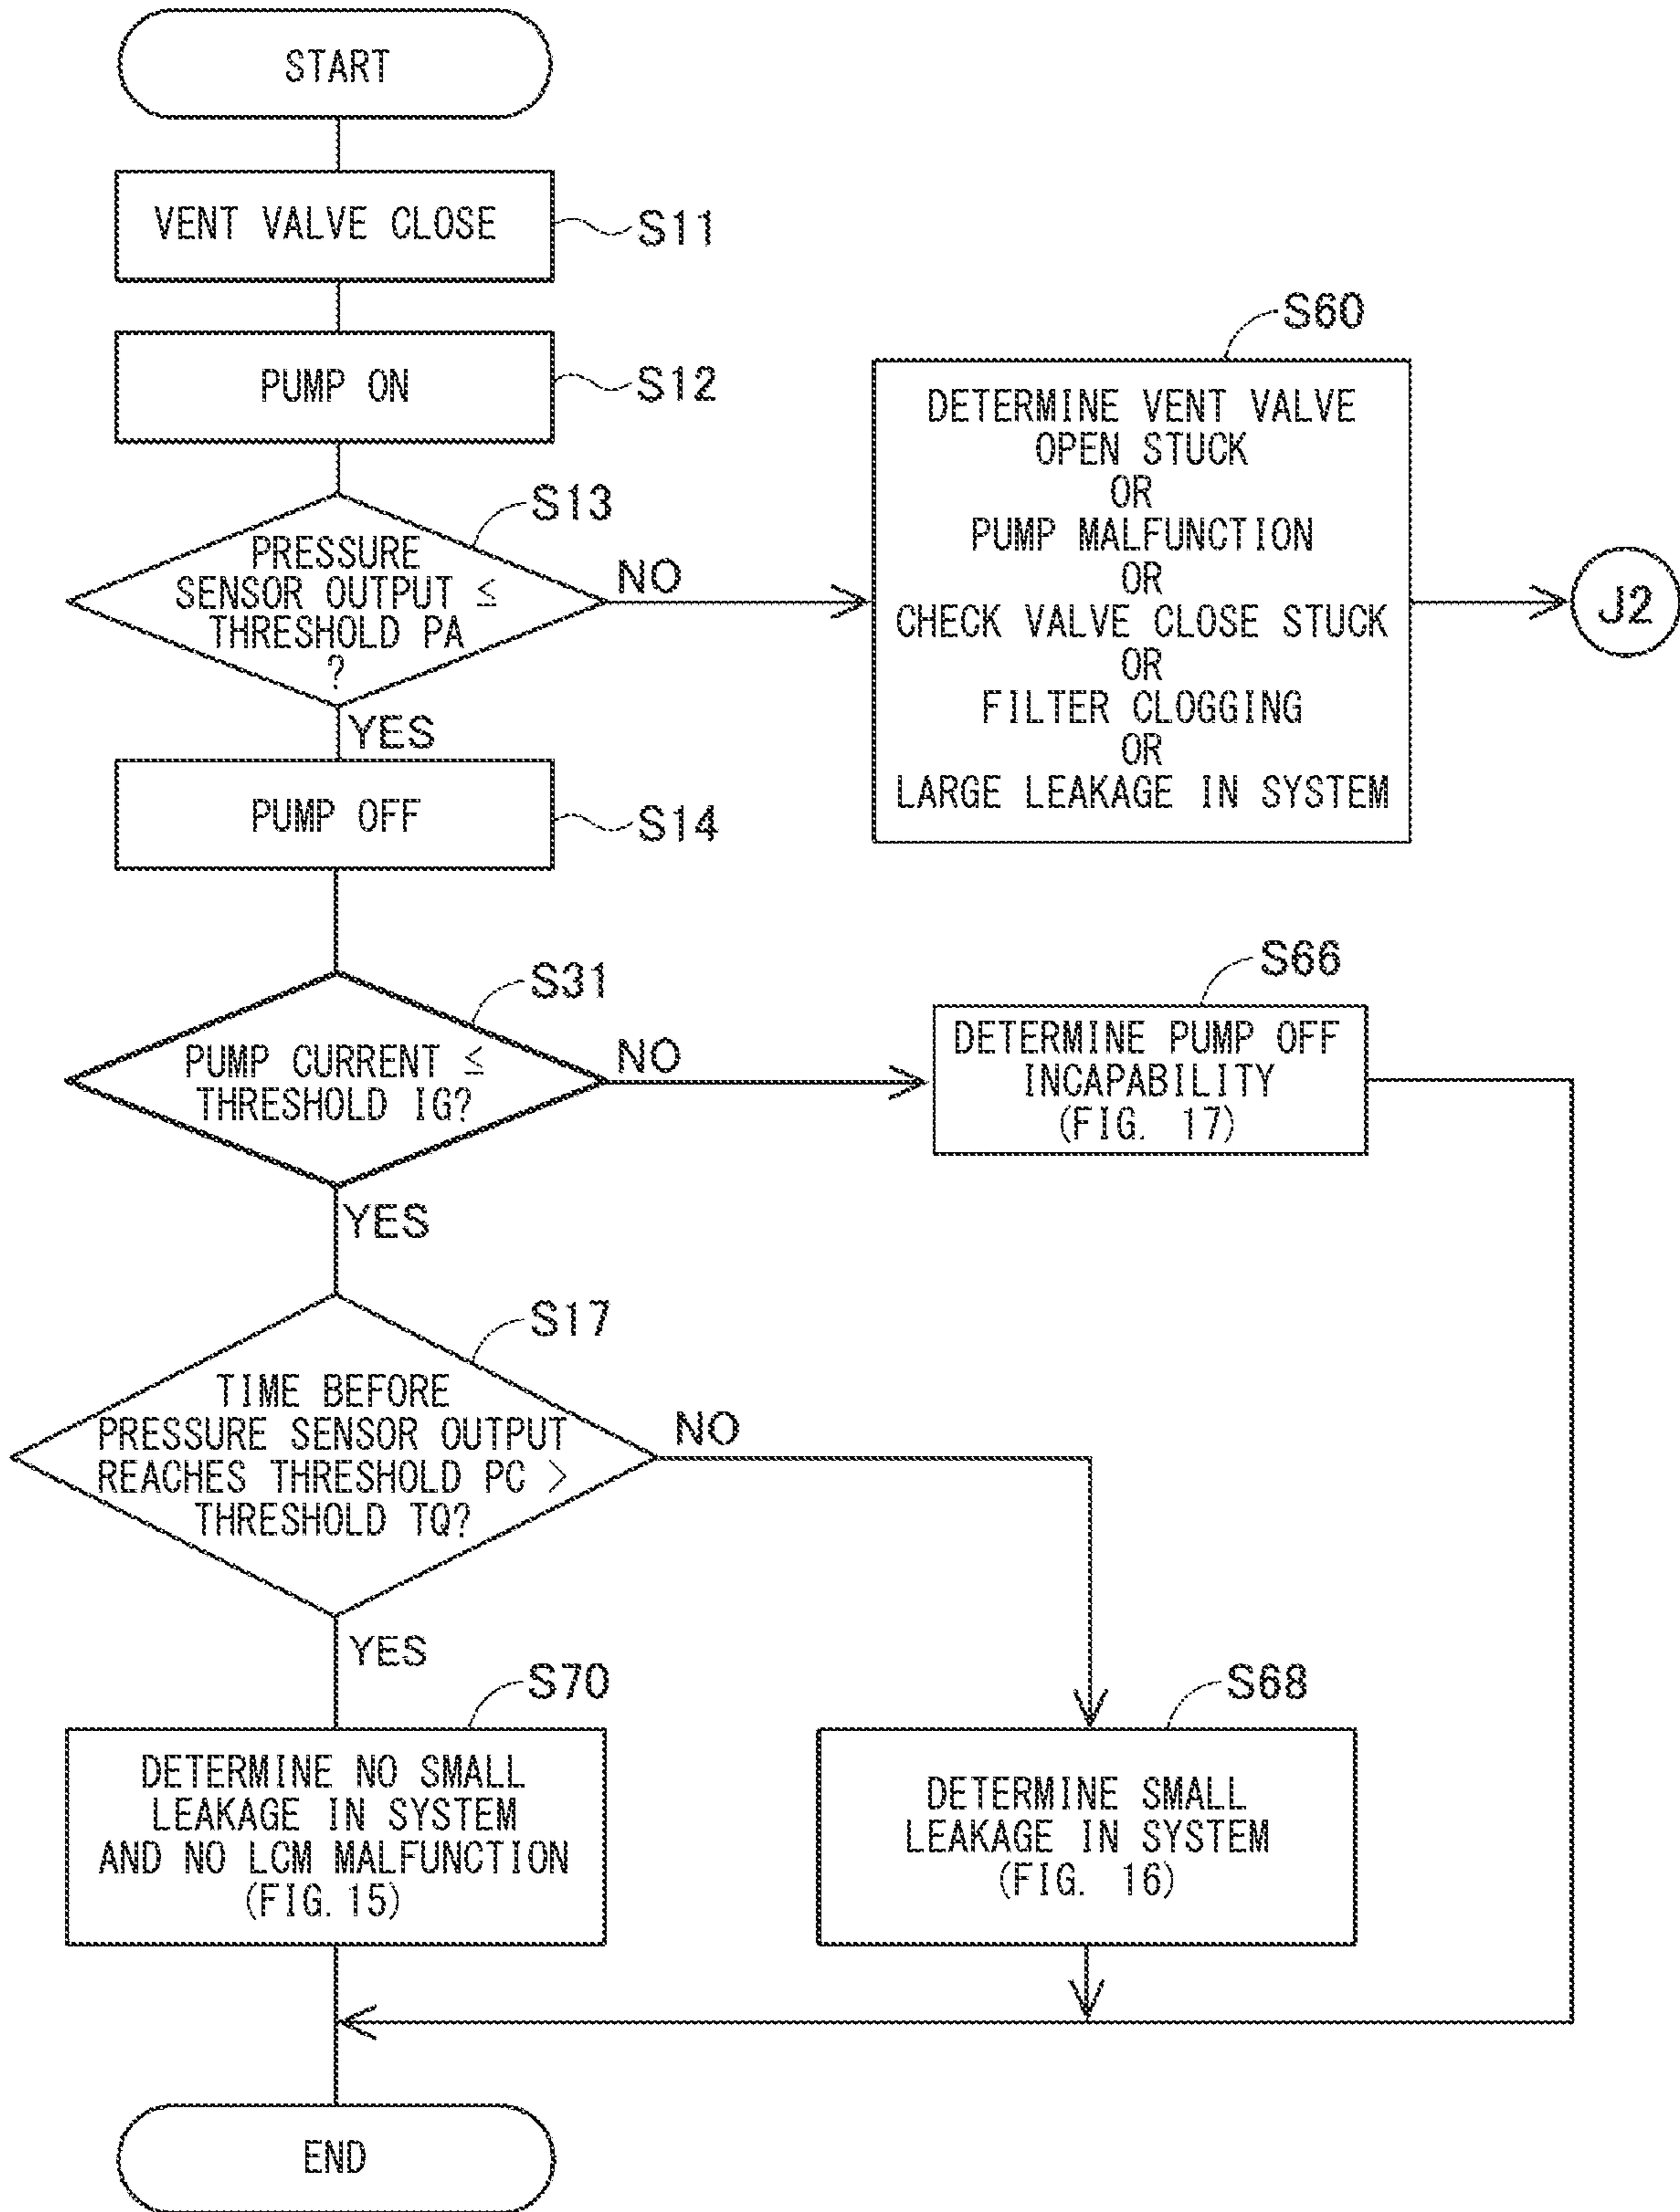 START
VENT VALVE CLOSE
S11
PUMP ON
S12
S13
PRESSURE
SENSOR OUTPUT ≤
THRESHOLD PA
?
NO
YES
S60
DETERMINE VENT VALVE
OPEN STUCK
OR
PUMP MALFUNCTION
OR
CHECK VALVE CLOSE STUCK
OR
FILTER CLOGGING
OR
LARGE LEAKAGE IN SYSTEM
J2
PUMP OFF
S14
S31
PUMP CURRENT ≤
THRESHOLD IG?
NO
YES
S66
DETERMINE PUMP OFF
INCAPABILITY
(FIG. 17)
S17
TIME BEFORE
PRESSURE SENSOR OUTPUT
REACHES THRESHOLD PC >
THRESHOLD TQ?
NO
YES
S70
DETERMINE NO SMALL
LEAKAGE IN SYSTEM
AND NO LCM MALFUNCTION
(FIG. 15)
S68
DETERMINE SMALL
LEAKAGE IN SYSTEM
(FIG. 16)
END